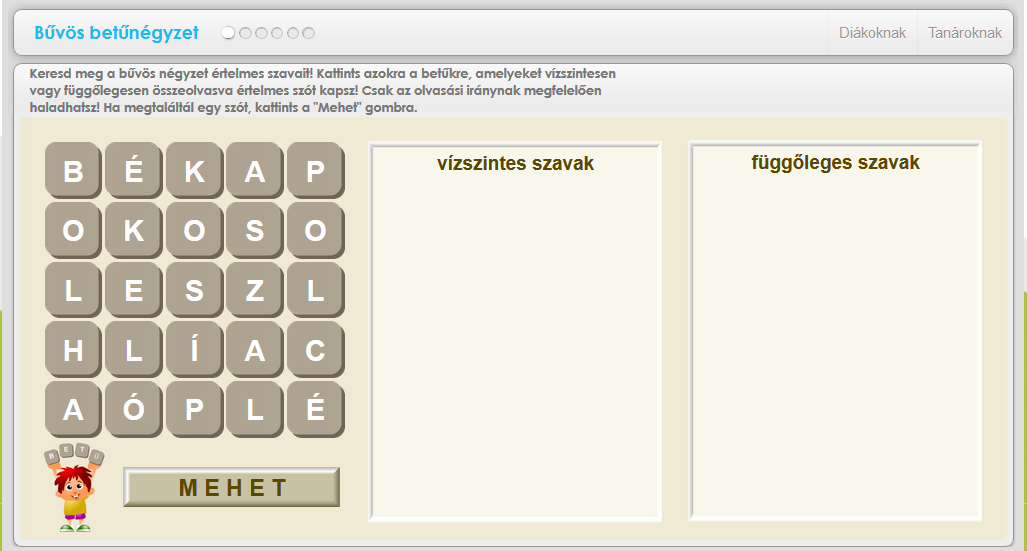 Bűvös betűnégyzet
Diákoknak
Tanároknak
Keresd meg a bűvös négyzet értelmes szavait! Kattints azokra a betűkre, amelyeket vízszintesen
vagy függőlegesen összeolvasva értelmes szót kapsz! Csak az olvasási iránynak megfelelően
haladhatsz! Ha megtaláltál egy szót, kattints a "Mehet" gombra.
B É K A P
O K O S O
L E S Z L
H L Í A C
A Ó P L É
vízszintes szavak
függőleges szavak
B E T Ű
MEHET